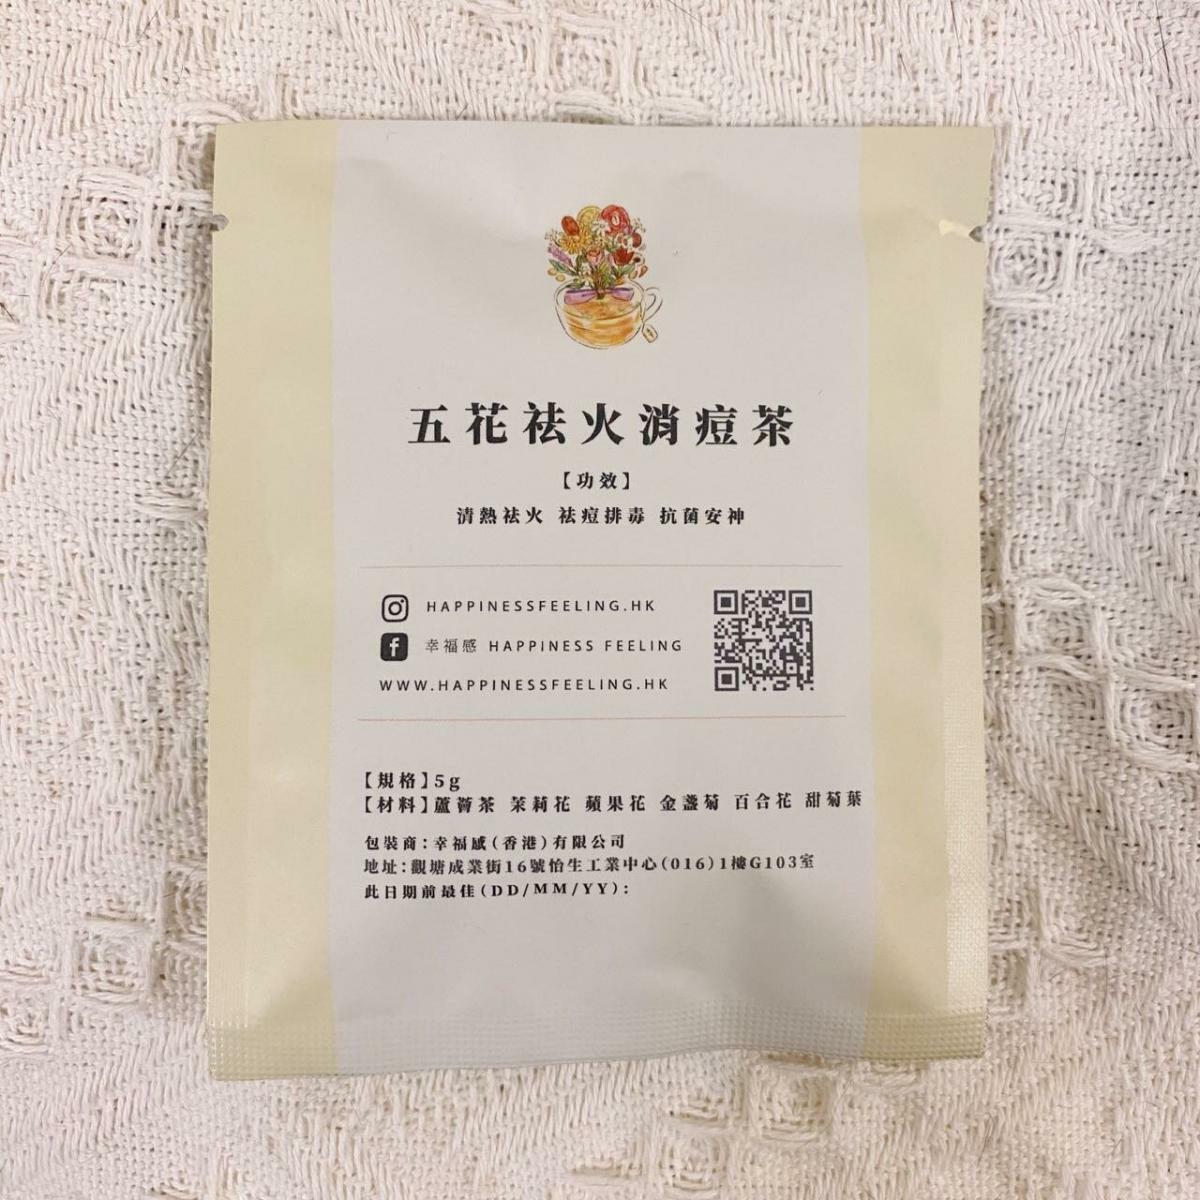 五花祛火消痘茶
【功效】
清熱祛火 祛痘排毒 抗菌安神
HAPPINESSFEELING.HK
幸福感 HAPPINESS FEELING
WWW.HAPPINESSFEELING.HK
【規格】5g
【材料】蘆薈茶 茉莉花 蘋果花 金盞菊 百合花 甜菊葉
包裝商：幸福感(香港)有限公司
地址：觀塘成業街16號怡生工業中心(016)1樓G103室
此日期前最佳(DD/MM/YY)：